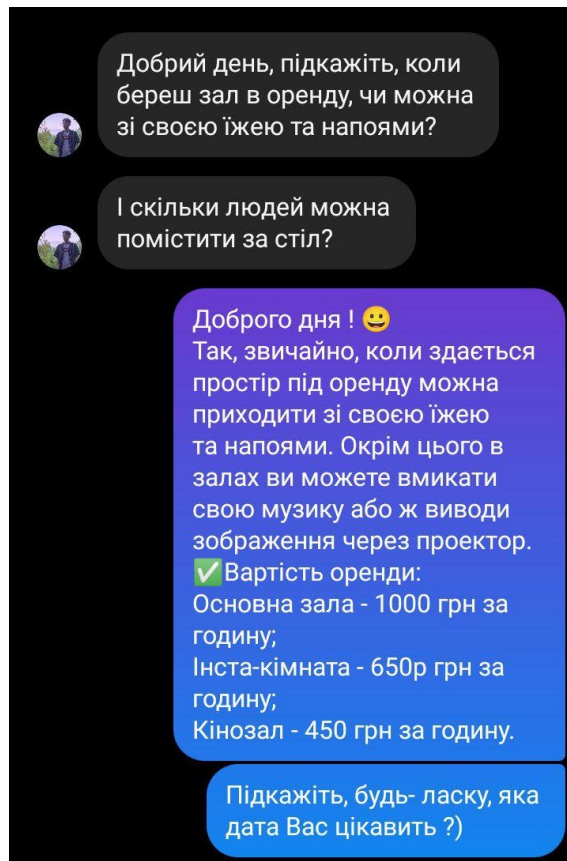 Добрий день, підкажіть, коли
береш зал в оренду, чи можна
зі своєю їжею та напоями?
І скільки людей можна
помістити за стіл?
Доброго дня ! 😀
Так, звичайно, коли здається
простір під оренду можна
приходити зі своєю їжею
та напоями. Окрім цього в
залах ви можете вмикати
свою музику або ж виводи
зображення через проектор.
✅Вартість оренди:
Основна зала - 1000 грн за
годину;
Інста-кімната - 650р грн за
годину;
Кінозал - 450 грн за годину.
Підкажіть, будь- ласку, яка
дата Вас цікавить ?)